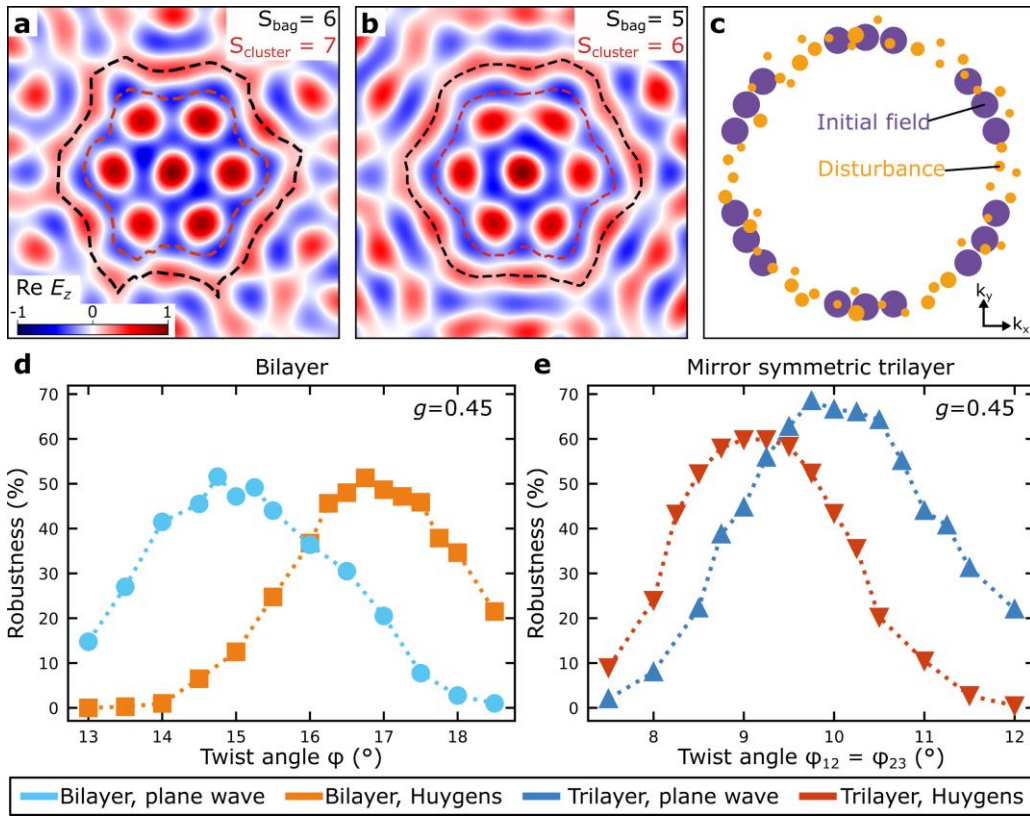 a
S_bag = 6
S_cluster = 7
Re E_z
-1 0 1
b
S_bag = 5
S_cluster = 6
c
Initial field
Disturbance
k_y
k_x
d
Bilayer
g=0.45
Robustness (%)
70
60
50
40
30
20
10
0
13 14 15 16 17 18
Twist angle φ (°)
e
Mirror symmetric trilayer
g=0.45
Robustness (%)
70
60
50
40
30
20
10
0
8 9 10 11 12
Twist angle φ₁₂ = φ₂₃ (°)
Bilayer, plane wave
Bilayer, Huygens
Trilayer, plane wave
Trilayer, Huygens